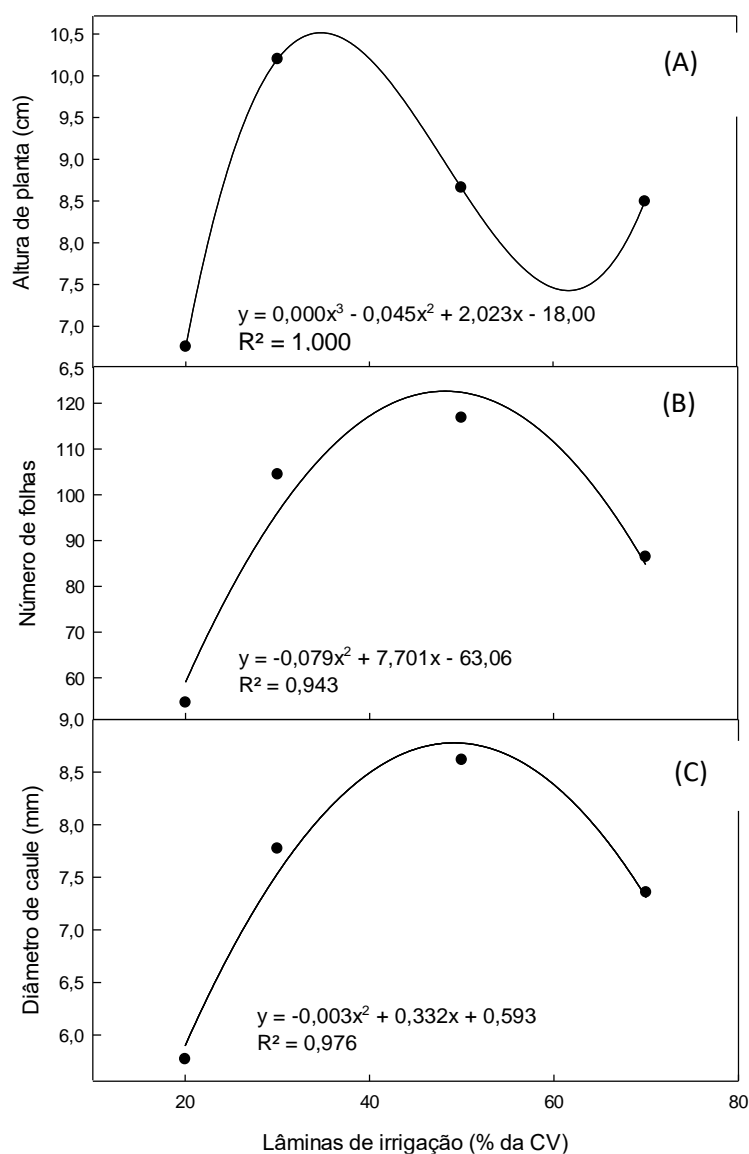 10,5
(A)
10,0
9,5
9,0
8,5
8,0
7,5
7,0
6,5
Altura de planta (cm)
y = 0,000x³ - 0,045x² + 2,023x - 18,00
R² = 1,000
120
(B)
110
100
90
80
70
60
Número de folhas
y = -0,079x² + 7,701x - 63,06
R² = 0,943
9,0
(C)
8,5
8,0
7,5
7,0
6,5
6,0
Diâmetro de caule (mm)
y = -0,003x² + 0,332x + 0,593
R² = 0,976
20 40 60 80
Lâminas de irrigação (% da CV)